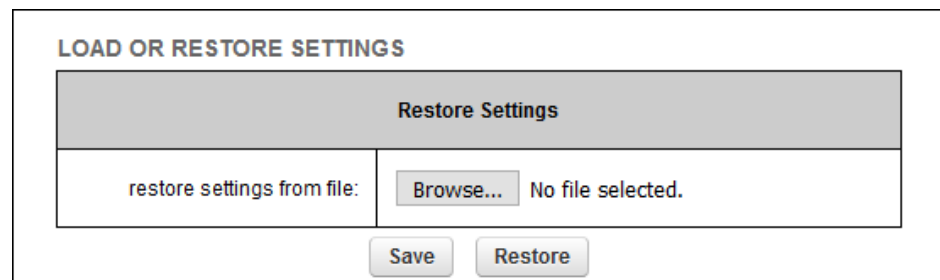 LOAD OR RESTORE SETTINGS
Restore Settings
restore settings from file: Browse... No file selected.
Save Restore